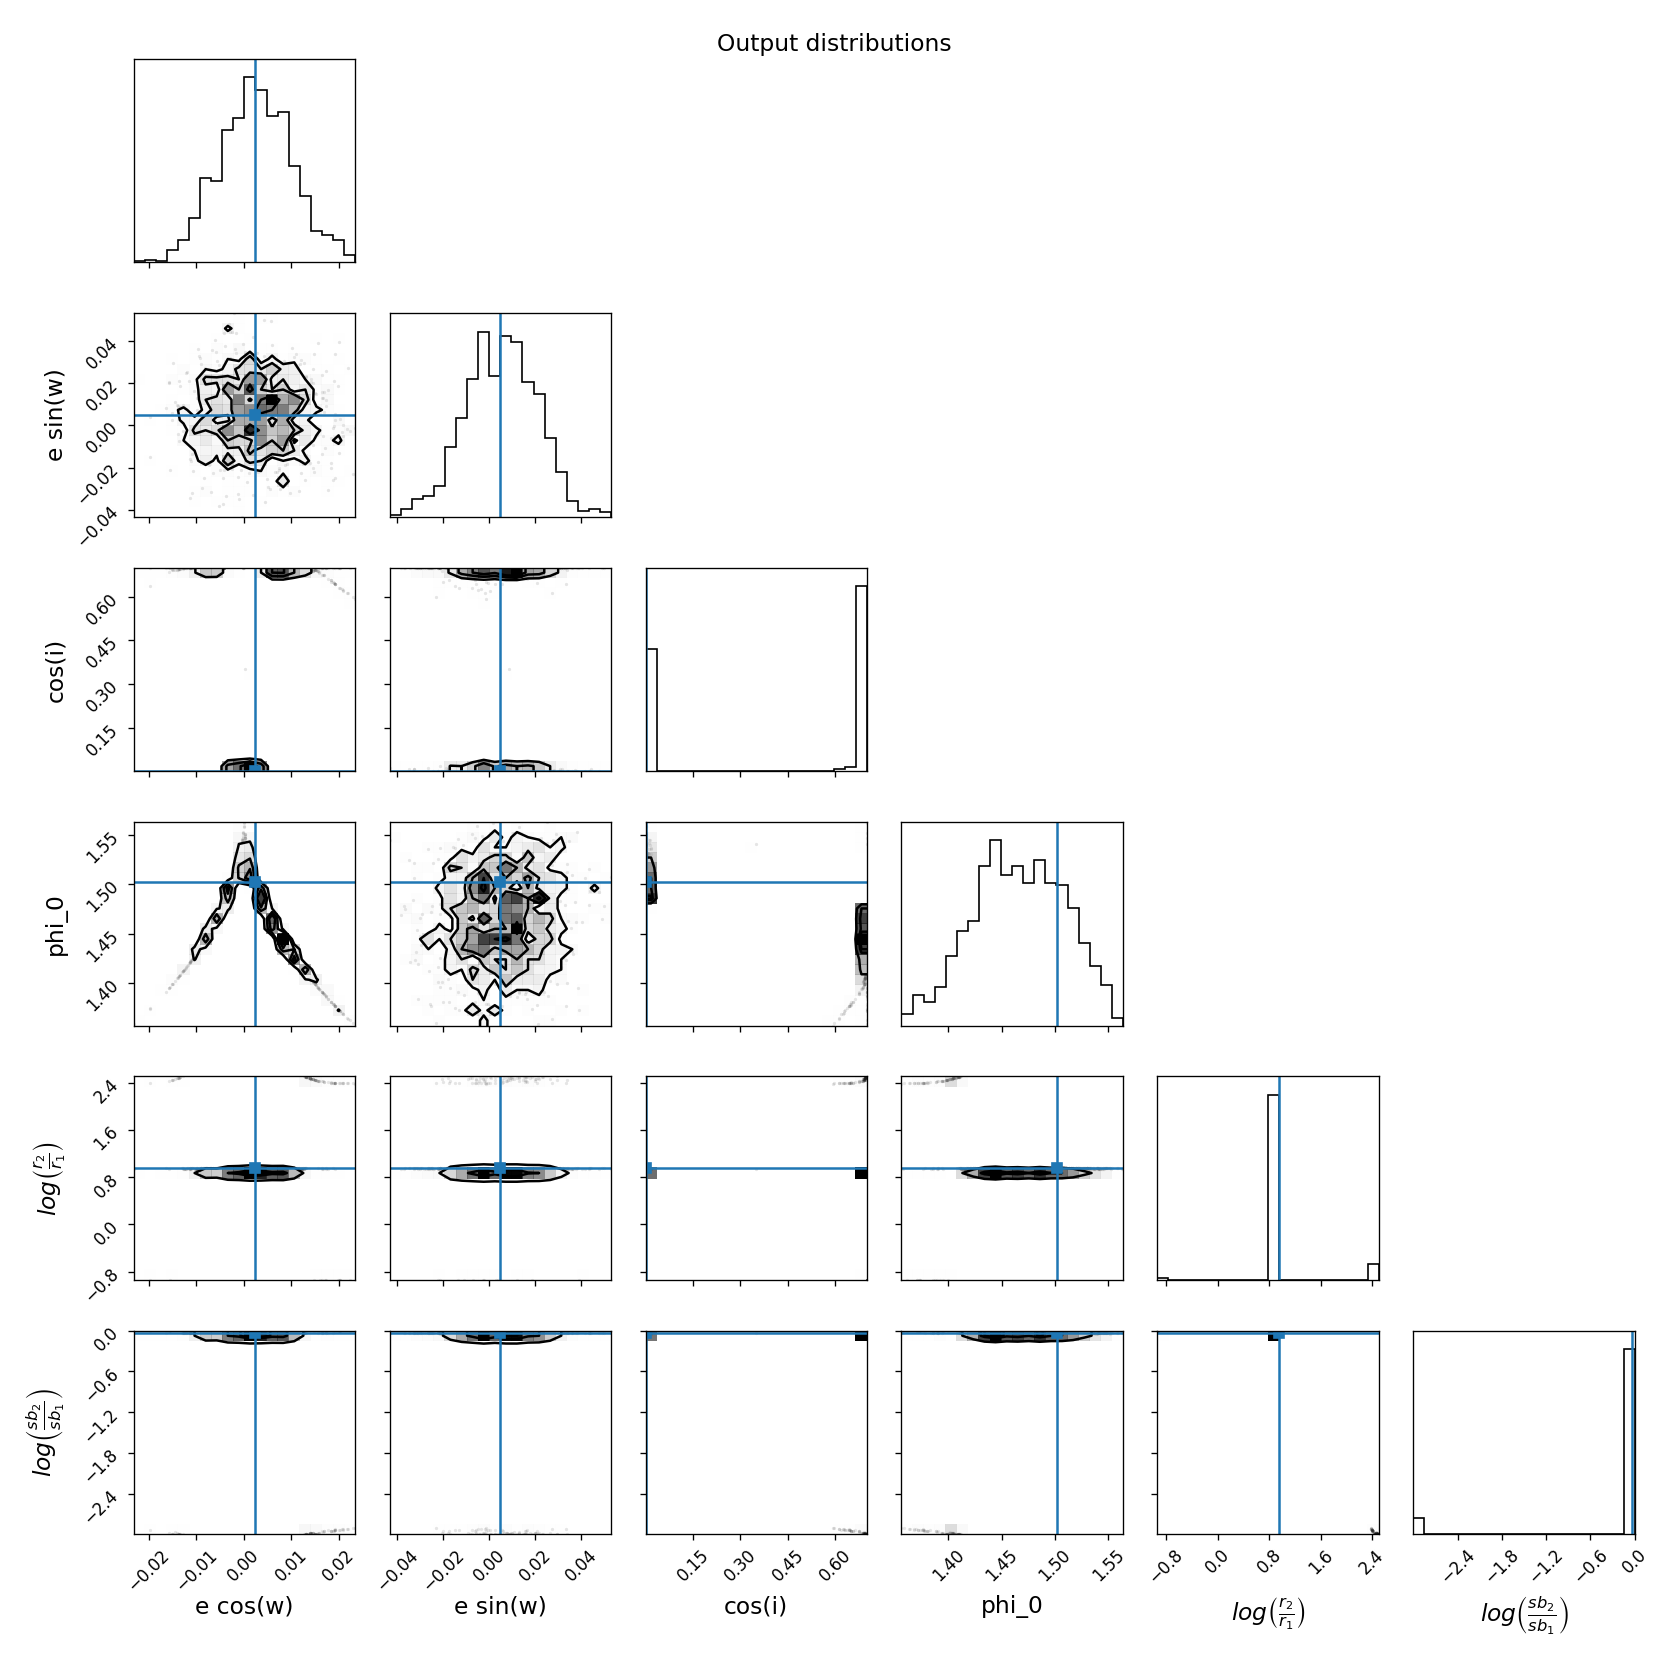 Output distributions
e sin(w)
0.04
0.02
0.00
−0.02
−0.04
cos(i)
0.60
0.45
0.30
0.15
phi_0
1.55
1.50
1.45
1.40
log(r₂/r₁)
2.4
1.6
0.8
0.0
−0.8
log(sb₂/sb₁)
0.0
−0.6
−1.2
−1.8
−2.4
−0.02 −0.01 0.00 0.01 0.02
−0.04 −0.02 0.00 0.02 0.04
0.15 0.30 0.45 0.60
1.40 1.45 1.50 1.55
−0.8 0.0 0.8 1.6 2.4
−2.4 −1.8 −1.2 −0.6 0.0
e cos(w)
e sin(w)
cos(i)
phi_0
log(r₂/r₁)
log(sb₂/sb₁)